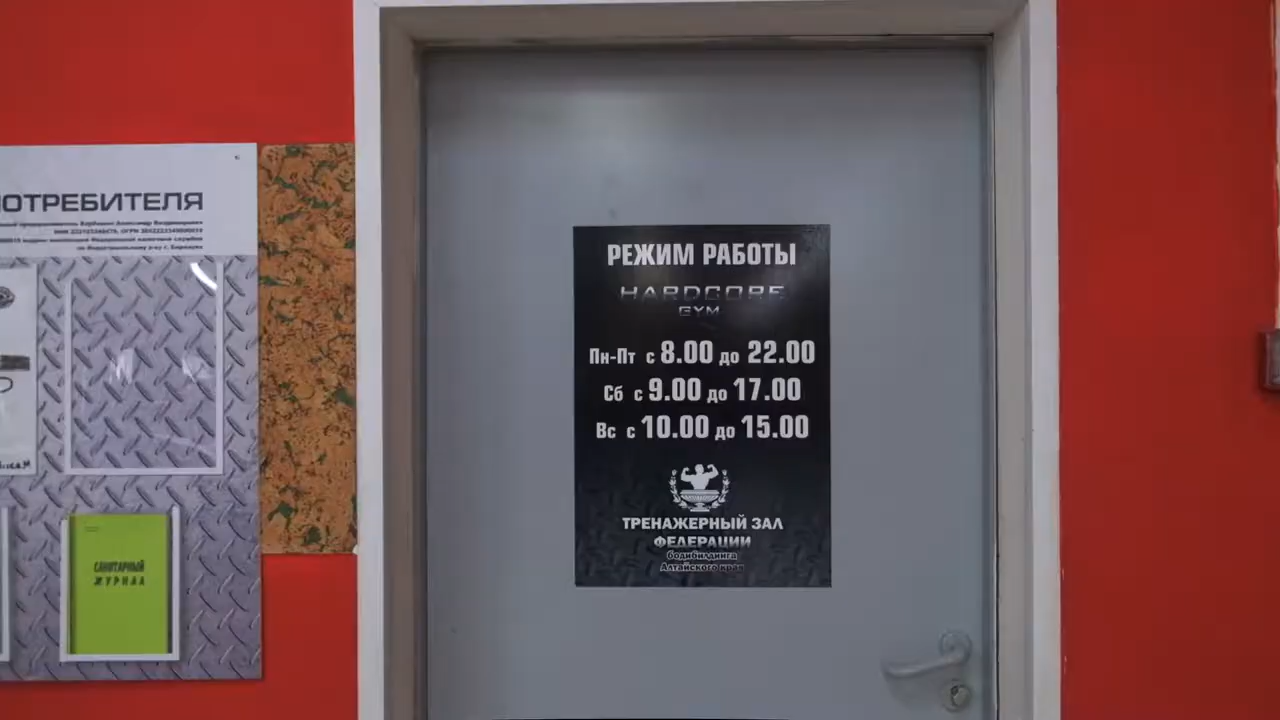 ПОТРЕБИТЕЛЯ
САНИТАРНЫЙ
ЖУРНАЛ
РЕЖИМ РАБОТЫ
HARDCORE
GYM
Пн-Пт с 8.00 до 22.00
Сб с 9.00 до 17.00
Вс с 10.00 до 15.00
ТРЕНАЖЕРНЫЙ ЗАЛ
ФЕДЕРАЦИИ
бодибилдинга
Алтайского края